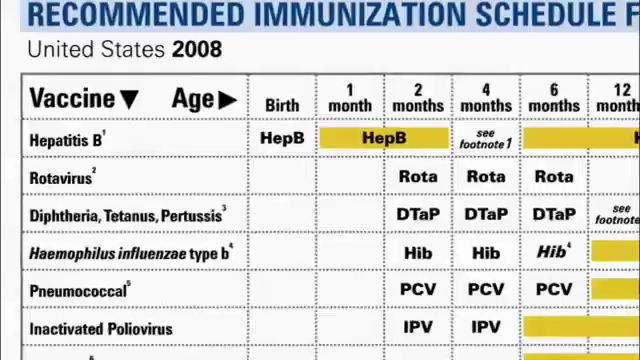 RECOMMENDED IMMUNIZATION SCHEDULE F
United States 2008
Vaccine▼ Age▶ Birth 1 month 2 months 4 months 6 months 12 month
Hepatitis B1 HepB HepB see footnote 1
Rotavirus2 Rota Rota Rota
Diphtheria, Tetanus, Pertussis3 DTaP DTaP DTaP see footnote
Haemophilus influenzae type b4 Hib Hib Hib4
Pneumococcal5 PCV PCV PCV
Inactivated Poliovirus IPV IPV